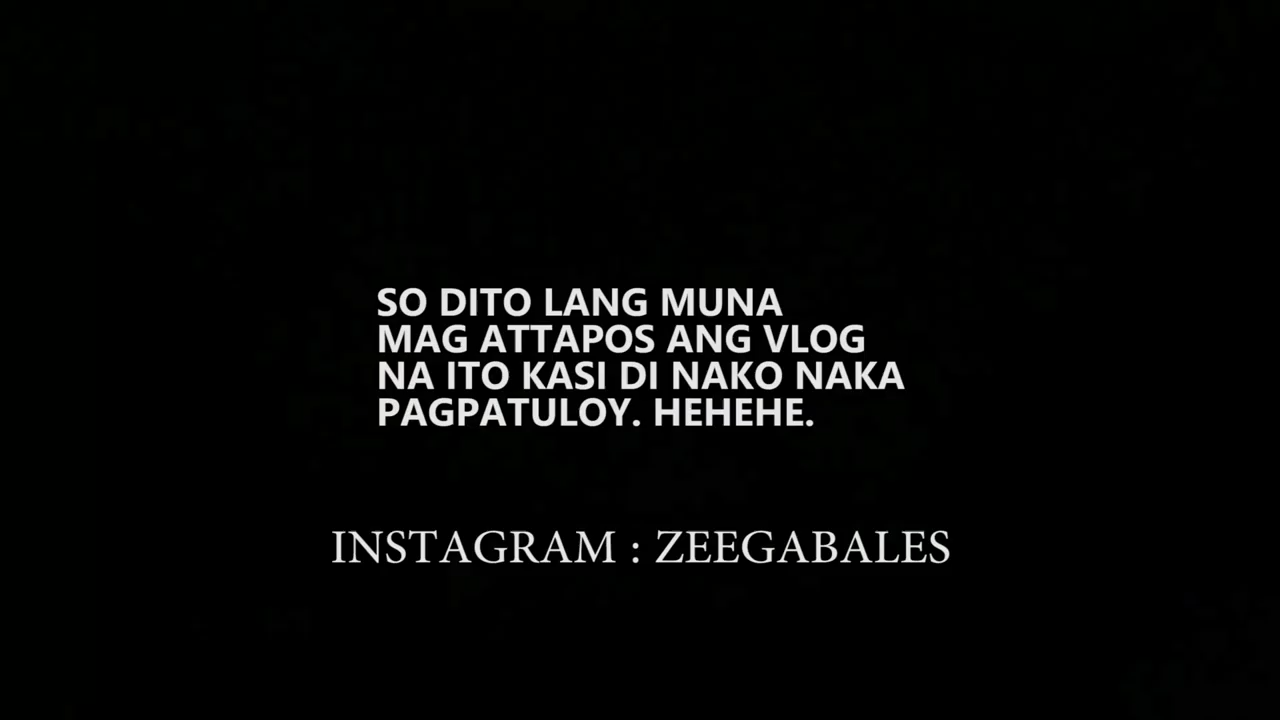 SO DITO LANG MUNA
MAG ATTAPOS ANG VLOG
NA ITO KASI DI NAKO NAKA
PAGPATULOY. HEHEHE.
INSTAGRAM : ZEEGABALES